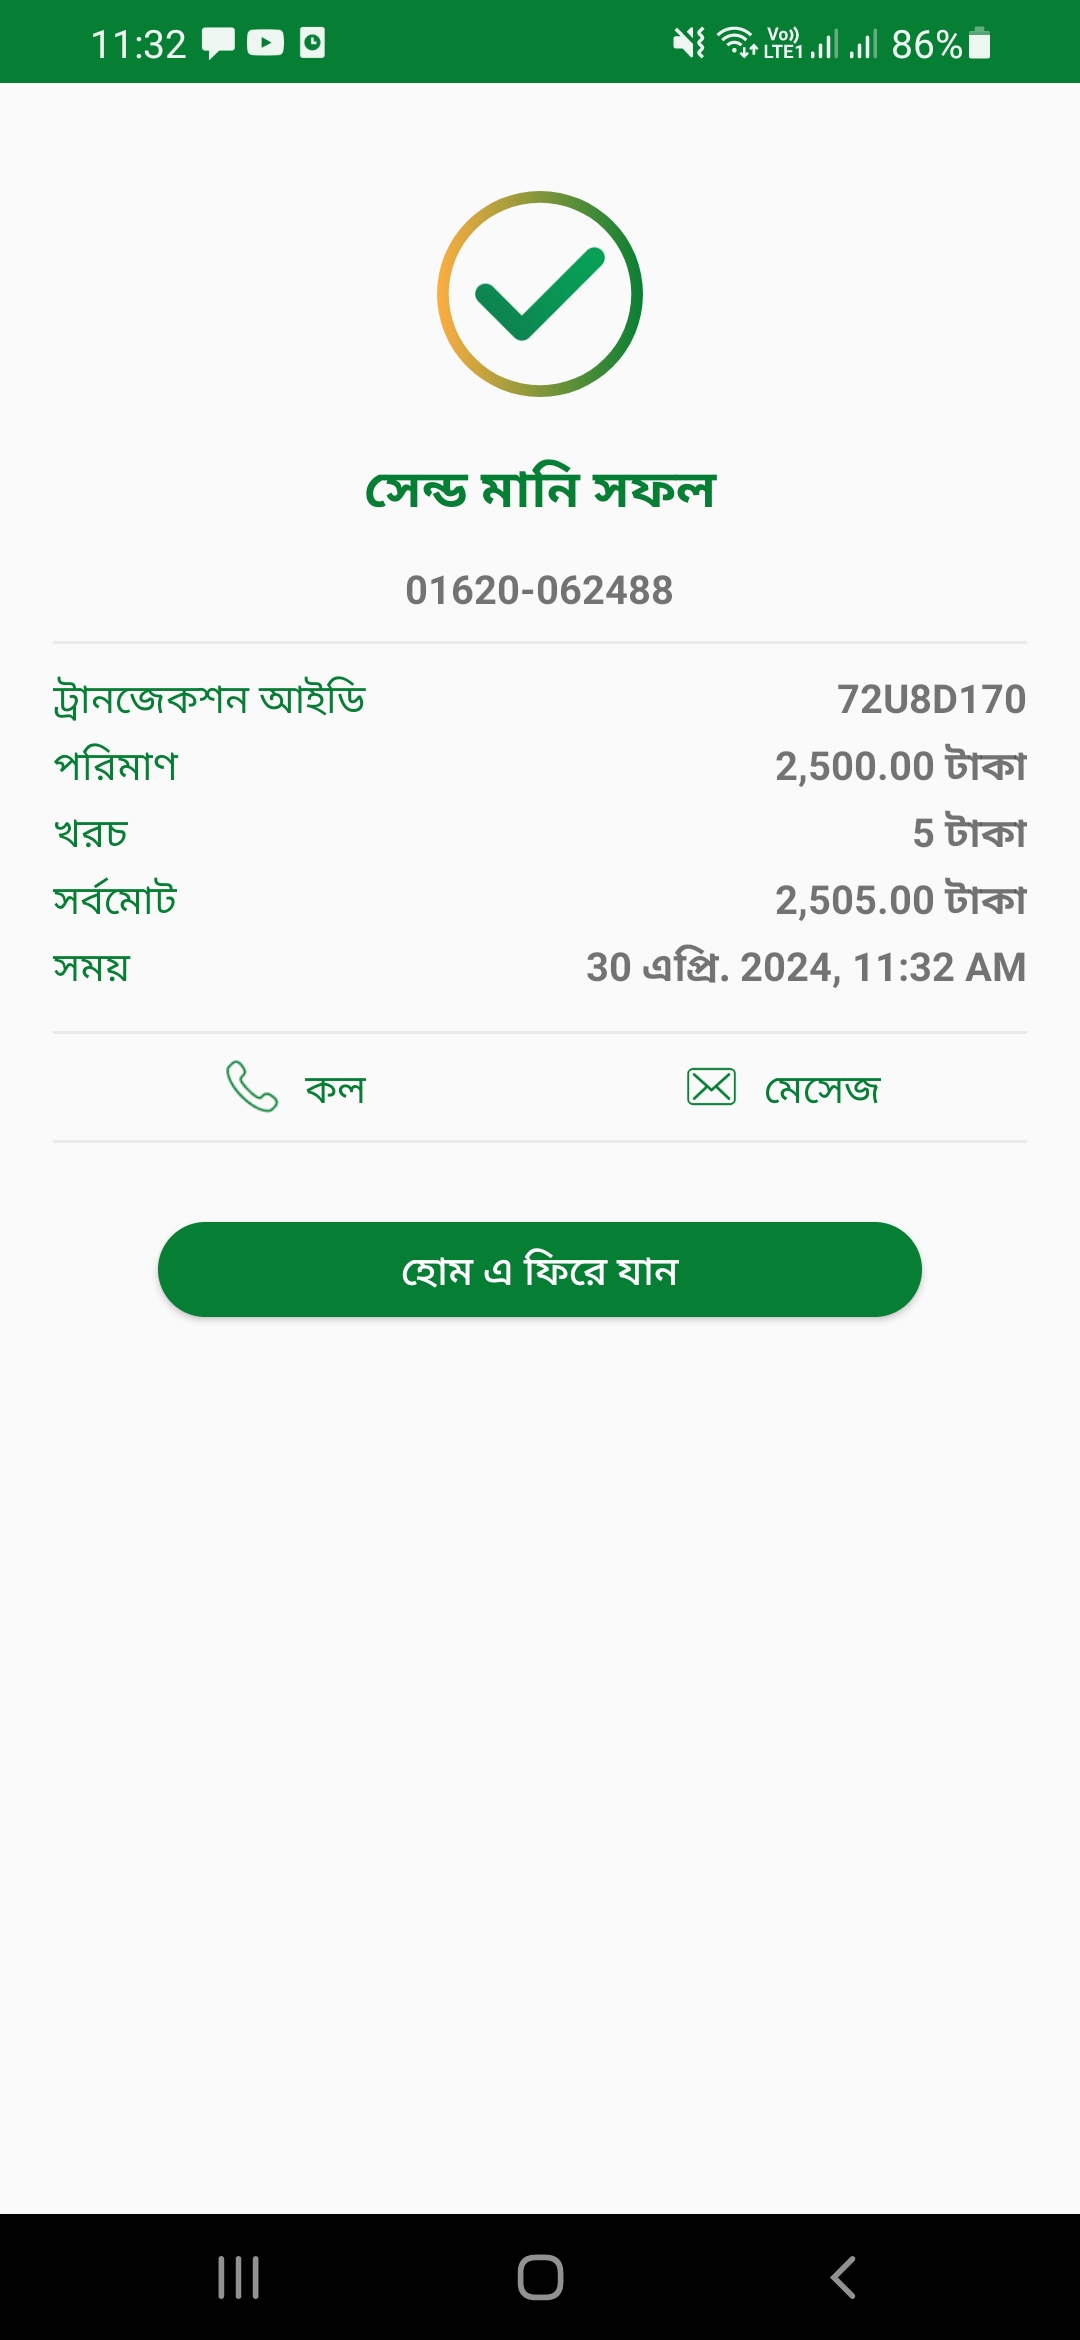 11:32 Vo)) LTE1 86%
সেন্ড মানি সফল
01620-062488
ট্রানজেকশন আইডি 72U8D170
পরিমাণ 2,500.00 টাকা
খরচ 5 টাকা
সর্বমোট 2,505.00 টাকা
সময় 30 এপ্রি. 2024, 11:32 AM
কল মেসেজ
হোম এ ফিরে যান